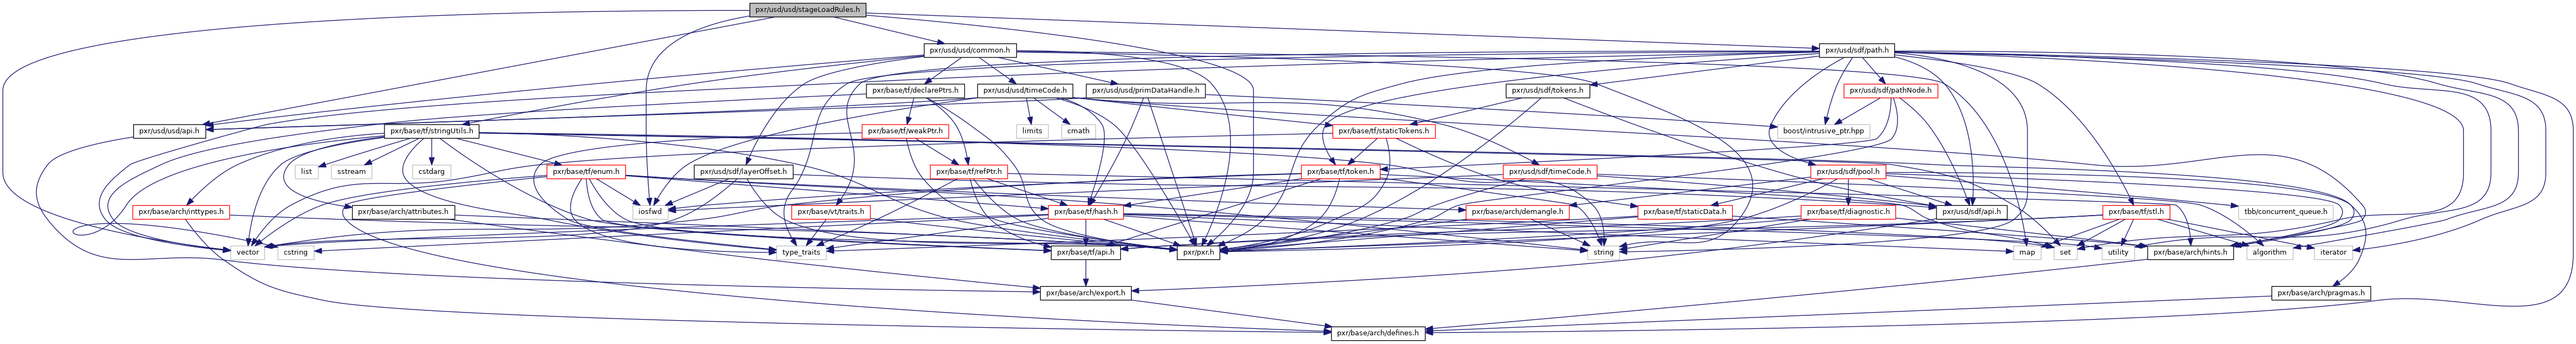 pxr/usd/usd/stageLoadRules.h
pxr/usd/usd/common.h
pxr/usd/sdf/path.h
pxr/base/tf/declarePtrs.h
pxr/usd/usd/timeCode.h
pxr/usd/usd/primDataHandle.h
pxr/usd/sdf/tokens.h
pxr/usd/sdf/pathNode.h
pxr/usd/usd/api.h
pxr/base/tf/stringUtils.h
pxr/base/tf/weakPtr.h
limits
cmath
pxr/base/tf/staticTokens.h
boost/intrusive_ptr.hpp
list
sstream
cstdarg
pxr/base/tf/enum.h
pxr/usd/sdf/layerOffset.h
pxr/base/tf/refPtr.h
pxr/base/tf/token.h
pxr/usd/sdf/timeCode.h
pxr/usd/sdf/pool.h
pxr/base/arch/inttypes.h
pxr/base/arch/attributes.h
iosfwd
pxr/base/vt/traits.h
pxr/base/tf/hash.h
pxr/base/arch/demangle.h
pxr/base/tf/staticData.h
pxr/base/tf/diagnostic.h
pxr/usd/sdf/api.h
pxr/base/tf/stl.h
tbb/concurrent_queue.h
vector
cstring
type_traits
pxr/base/tf/api.h
pxr/pxr.h
string
map
set
utility
pxr/base/arch/hints.h
algorithm
iterator
pxr/base/arch/export.h
pxr/base/arch/pragmas.h
pxr/base/arch/defines.h